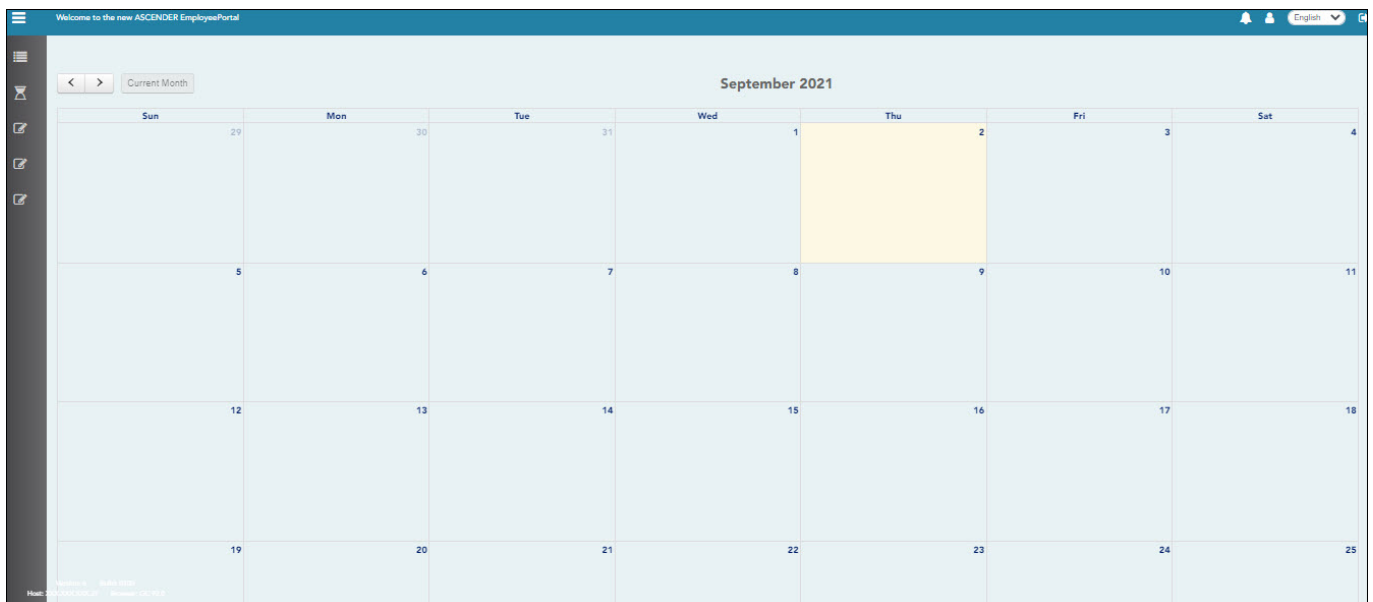 Welcome to the new ASCENDER EmployeePortal English
Current Month September 2021
Sun Mon Tue Wed Thu Fri Sat
29 30 31 1 2 3 4
5 6 7 8 9 10 11
12 13 14 15 16 17 18
19 20 21 22 23 24 25
Host: